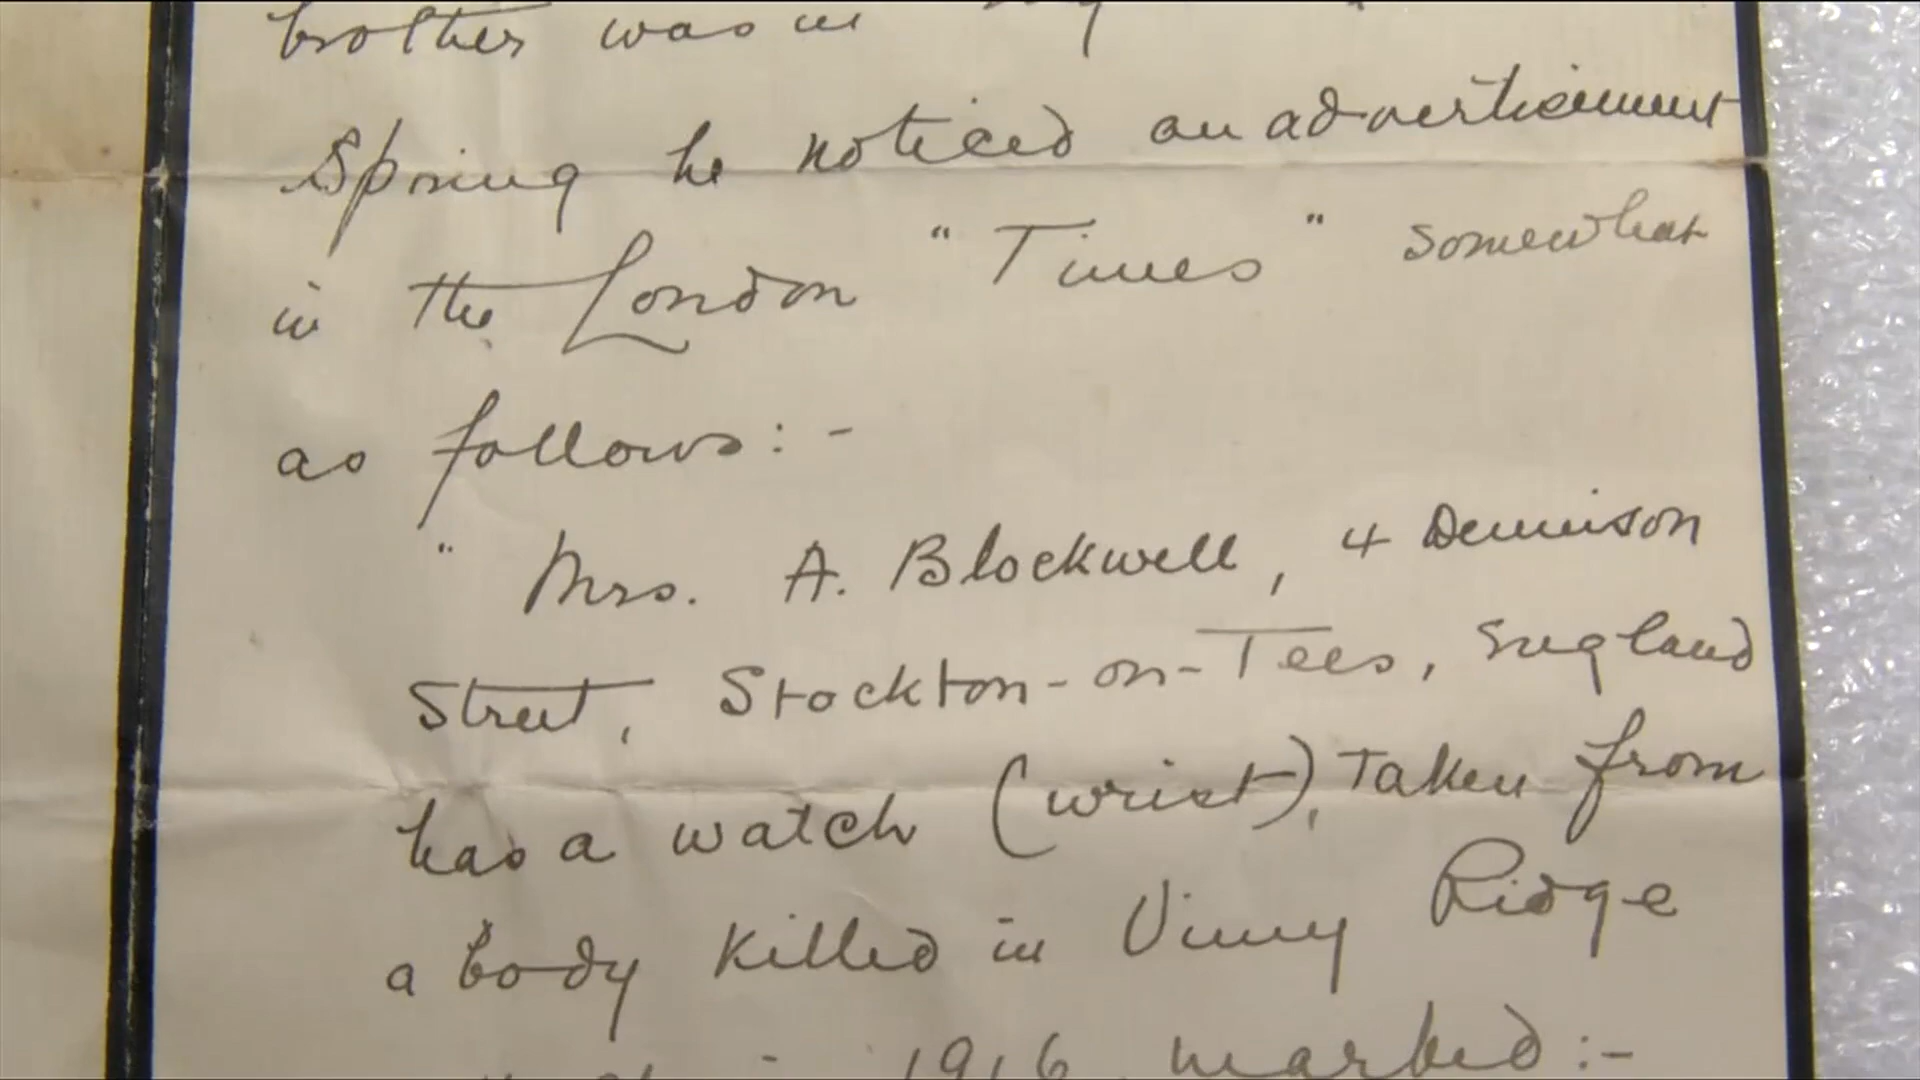 brother was in
Spring he noticed an advertisement
in the London "Times" somewhat
as follows:-
"Mrs. A. Blockwell, 4 Dennison
Street, Stockton-on-Tees, England
has a watch (wrist), taken from
a body killed in Vimy Ridge
1916, marked:-